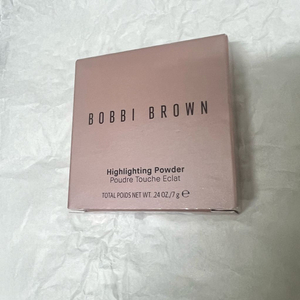 BOBBI BROWN
Highlighting Powder
Poudre Touche Eclat
TOTAL POIDS NET WT. .24 OZ./7 g ℮